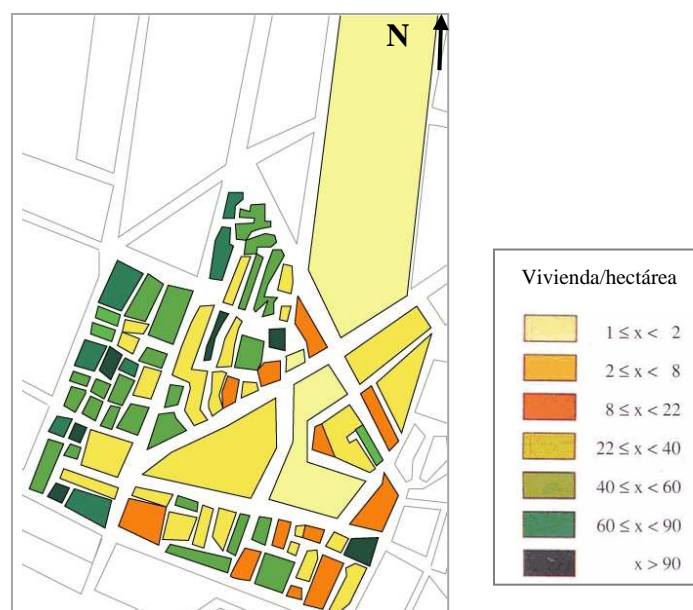 N
Vivienda/hectárea
1 ≤ x < 2
2 ≤ x < 8
8 ≤ x < 22
22 ≤ x < 40
40 ≤ x < 60
60 ≤ x < 90
x > 90